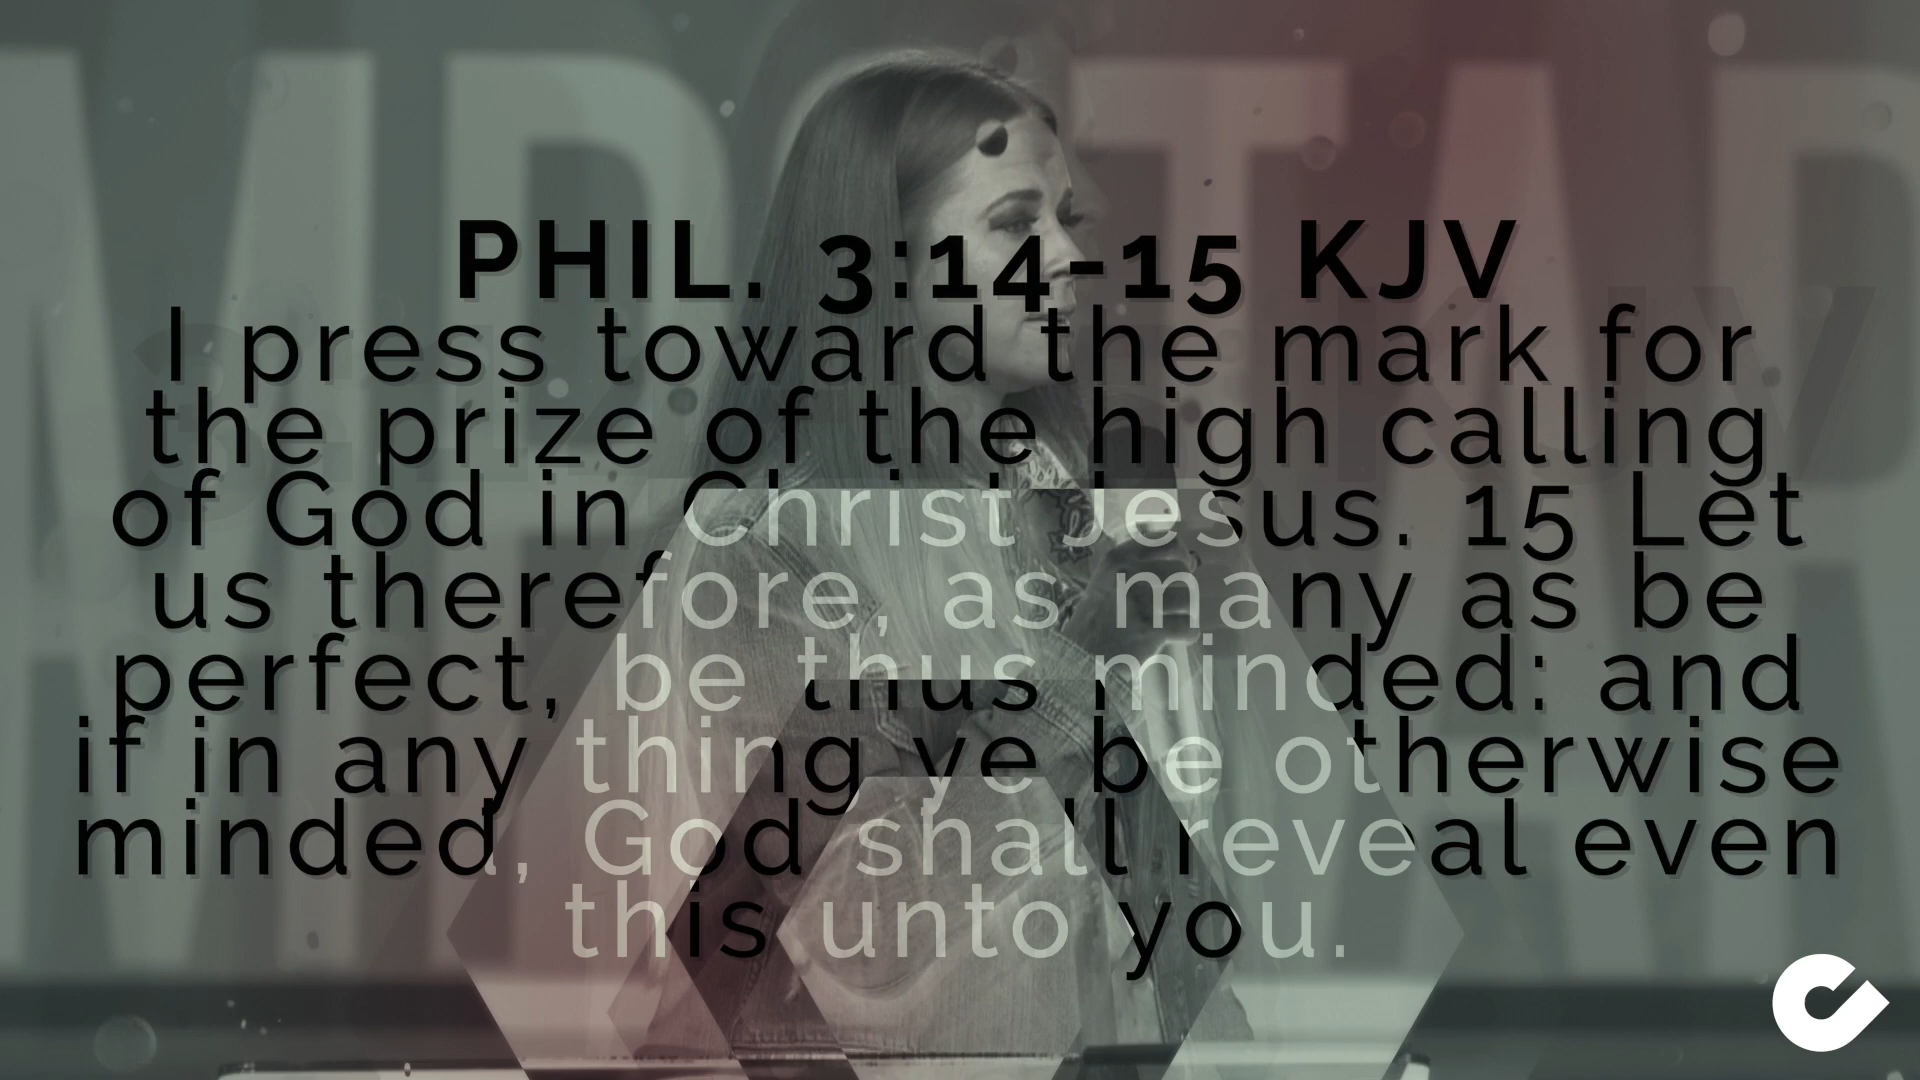 PHIL. 3:14-15 KJV
I press toward the mark for
the prize of the high calling
of God in Christ Jesus. 15 Let
us therefore, as many as be
perfect, be thus minded: and
if in any thing ye be otherwise
minded, God shall reveal even
this unto you.